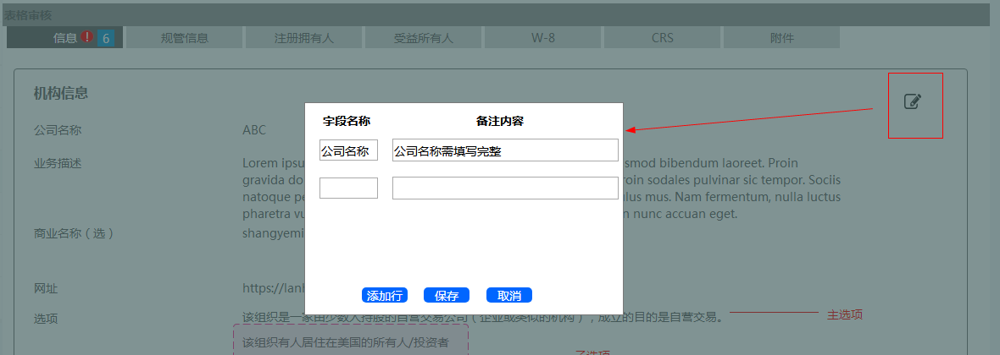 表格审核
信息 ! 6 规管信息 注册拥有人 受益所有人 W-8 CRS 附件
机构信息
字段名称 备注内容
公司名称 公司名称需填写完整
添加行 保存 取消
公司名称 ABC
业务描述 Lorem ipsu smod bibendum laoreet. Proin
gravida do roin sodales pulvinar sic tempor. Sociis
natoque pe lus mus. Nam fermentum, nulla luctus
pharetra vu n nunc accuan eget.
商业名称（选） shangyemi
网址 https://lanh
选项 该组织是一家由少数人持股的自营交易公司（企业或类似的机构），成立的目的是自营交易。 主选项
该组织有人居住在美国的所有人/投资者
子选项